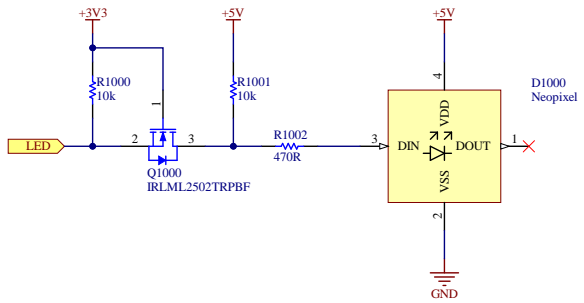 +3V3
+5V
+5V
R1000
10k
R1001
10k
1
4
D1000
Neopixel
LED
2
3
R1002
470R
3
DIN
VDD
DOUT
1
VSS
Q1000
IRLML2502TRPBF
2
GND